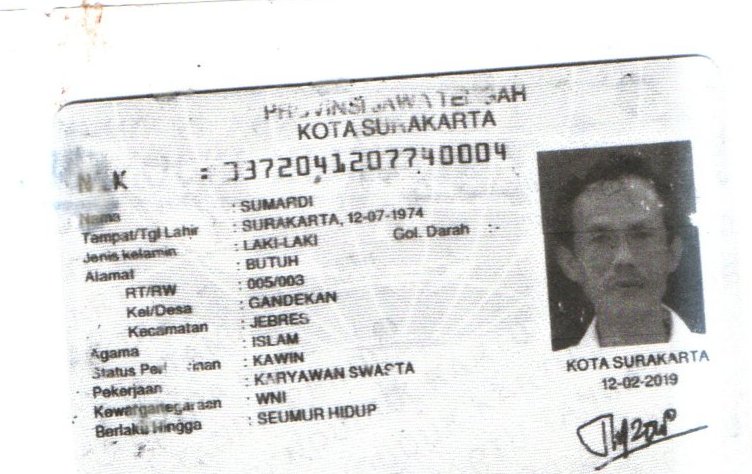 PROVINSI JAWA TENGAH
KOTA SURAKARTA
NIK : 3372041207740004
Nama : SUMARDI
Tempat/Tgl Lahir : SURAKARTA, 12-07-1974
Jenis kelamin : LAKI-LAKI Gol. Darah :-
Alamat : BUTUH
RT/RW : 005/003
Kel/Desa : GANDEKAN
Kecamatan : JEBRES
Agama : ISLAM
Status Perkawinan : KAWIN
Pekerjaan : KARYAWAN SWASTA
Kewarganegaraan : WNI
Berlaku Hingga : SEUMUR HIDUP
KOTA SURAKARTA
12-02-2019